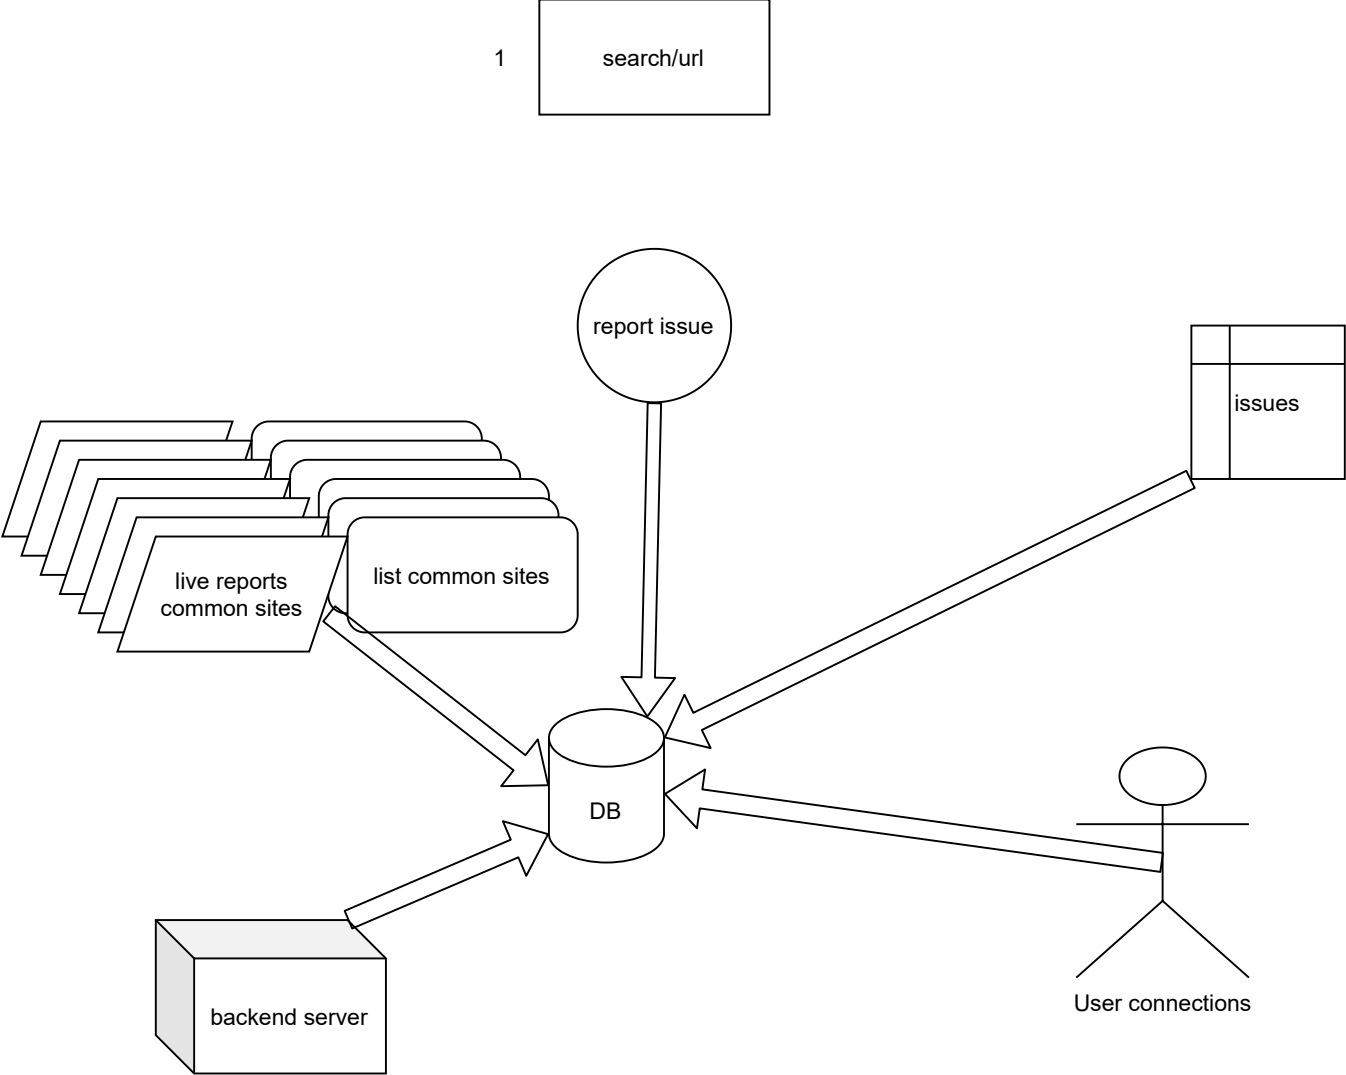 1
search/url
report issue
issues
live reports
common sites
list common sites
DB
User connections
backend server